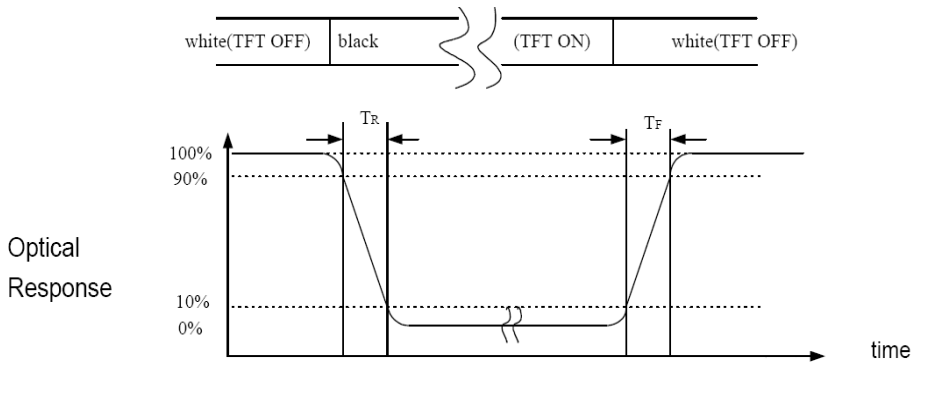 white(TFT OFF) black (TFT ON) white(TFT OFF)
TR TF
100%
90%
Optical
Response
10%
0%
time